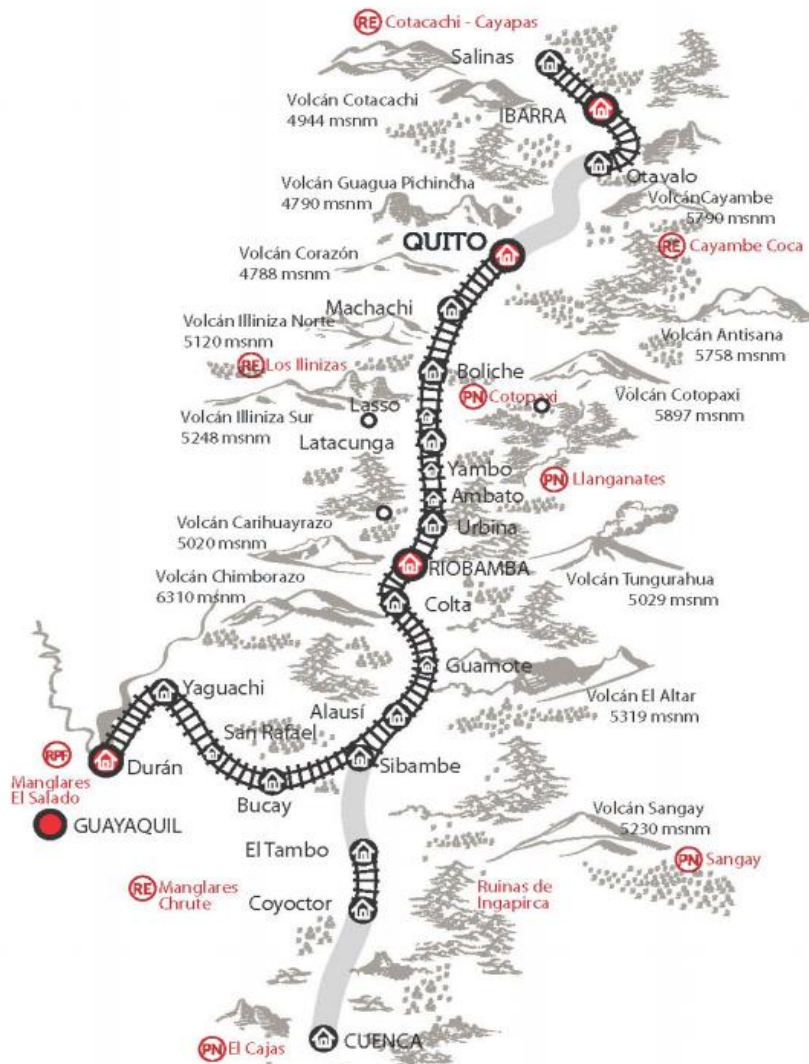 RE Cotacachi - Cayapas
Salinas
Volcán Cotacachi
4944 msnm
IBARRA
Otavalo
Volcán Guagua Pichincha
4790 msnm
VolcánCayambe
5790 msnm
QUITO
RE Cayambe Coca
Volcán Corazón
4788 msnm
Machachi
Volcán Illiniza Norte
5120 msnm
Volcán Antisana
5758 msnm
RE Los Ilinizas
Boliche
PN Cotopaxi
Volcán Cotopaxi
5897 msnm
Volcán Illiniza Sur
5248 msnm
Lasso
Latacunga
Yambo
PN Llanganates
Ambato
Volcán Carihuayrazo
5020 msnm
Urbina
RIOBAMBA
Volcán Chimborazo
6310 msnm
Volcán Tungurahua
5029 msnm
Colta
Guamote
Yaguachi
Alausí
Volcán El Altar
5319 msnm
San Rafael
RPF
Manglares
El Salado
Durán
Sibambe
Bucay
GUAYAQUIL
Volcán Sangay
5230 msnm
El Tambo
PN Sangay
RE Manglares
Chrute
Coyoctor
Ruinas de
Ingapirca
PN El Cajas
CUENCA